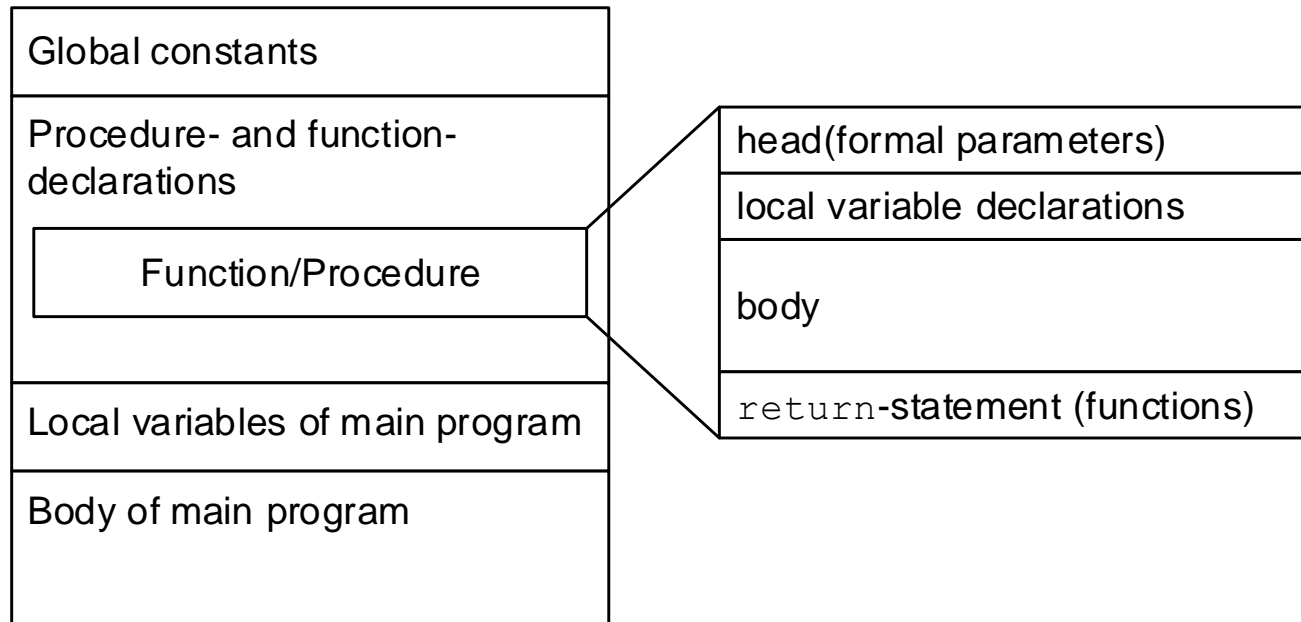 Global constants
Procedure- and function-
declarations
Function/Procedure
Local variables of main program
Body of main program
head(formal parameters)
local variable declarations
body
return-statement (functions)